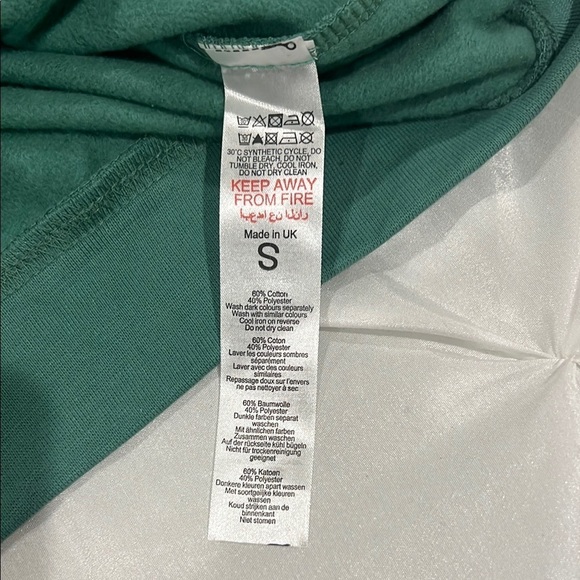 30°C SYNTHETIC CYCLE, DO
NOT BLEACH, DO NOT
TUMBLE DRY, COOL IRON,
DO NOT DRY CLEAN
KEEP AWAY
FROM FIRE
أبعدها عن النار
Made in UK
S
60% Cotton
40% Polyester
Wash dark colours separately
Wash with similar colours
Cool iron on reverse
Do not dry clean
60% Coton
40% Polyester
Laver les couleurs sombres
séparément
Laver avec des couleurs
similaires
Repassage doux sur l'envers
ne pas nettoyer à sec
60% Baumwolle
40% Polyester
Dunkle farben separat
waschen
Mit ähnlichen farben
Zusammen waschen
Auf der rückseite kühl bügeln
Nicht für trockenreinigung
geeignet
60% Katoen
40% Polyester
Donkere kleuren apart wassen
Met soortgelijke kleuren
wassen
Koud strijken aan de
binnenkant
Niet stomen